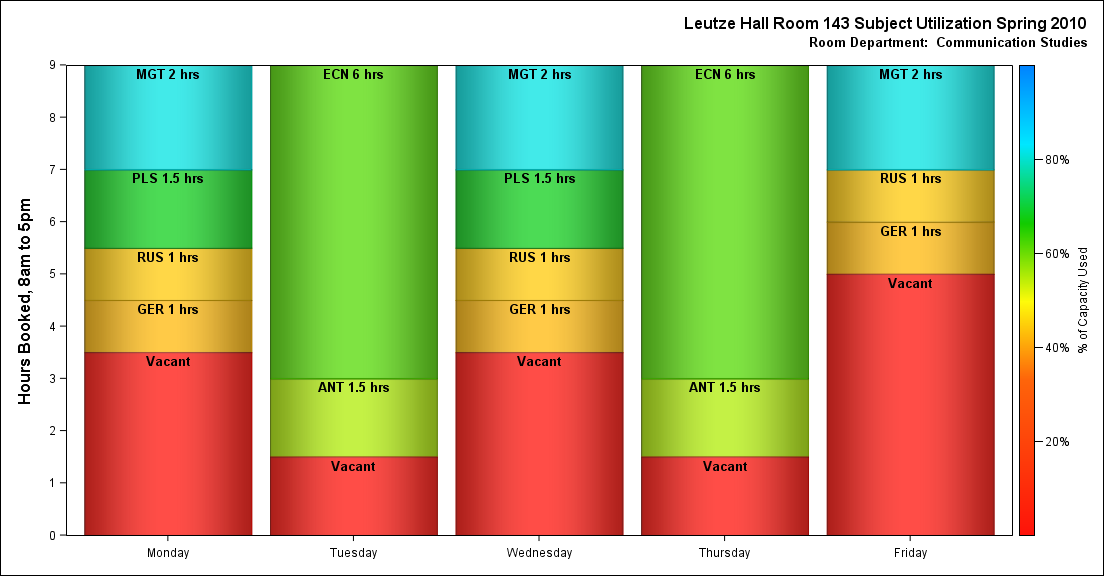 Leutze Hall Room 143 Subject Utilization Spring 2010
Room Department:  Communication Studies
Hours Booked, 8am to 5pm
9
8
7
6
5
4
3
2
1
0
MGT 2 hrs
PLS 1.5 hrs
RUS 1 hrs
GER 1 hrs
Vacant
ECN 6 hrs
ANT 1.5 hrs
Vacant
MGT 2 hrs
PLS 1.5 hrs
RUS 1 hrs
GER 1 hrs
Vacant
ECN 6 hrs
ANT 1.5 hrs
Vacant
MGT 2 hrs
RUS 1 hrs
GER 1 hrs
Vacant
Monday
Tuesday
Wednesday
Thursday
Friday
80%
60%
40%
20%
% of Capacity Used